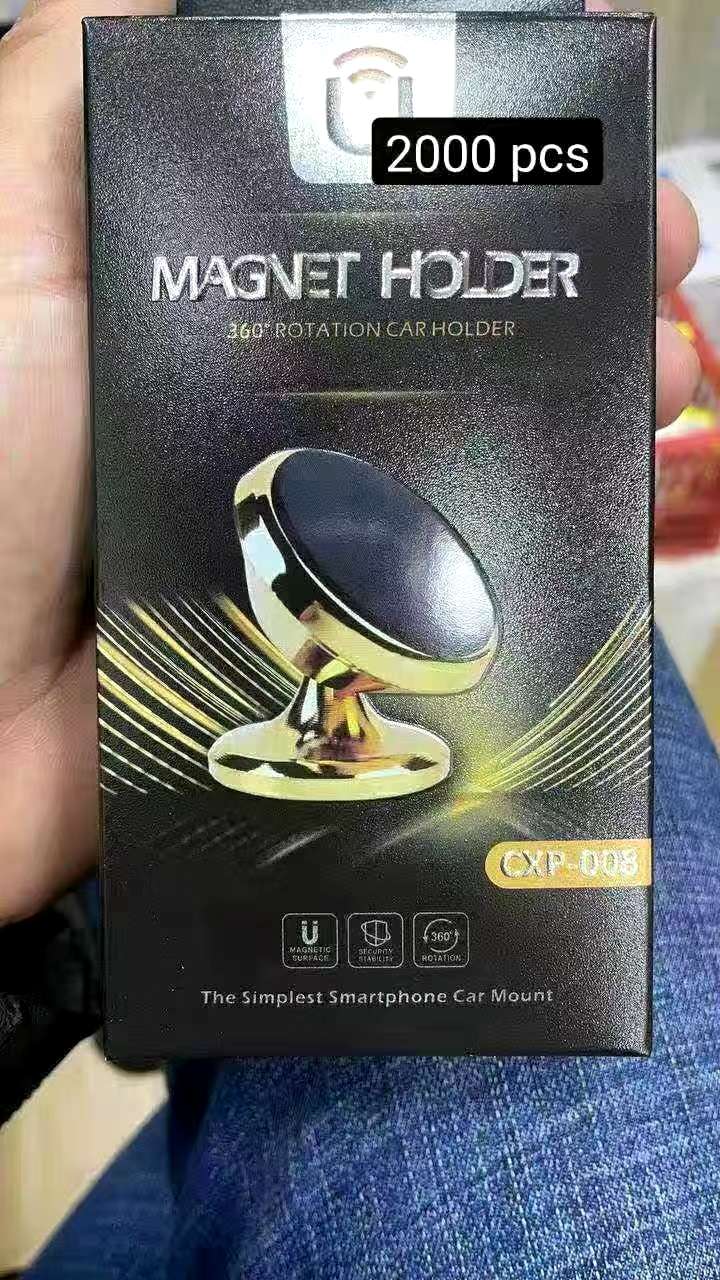 2000 pcs
MAGNET HOLDER
360° ROTATION CAR HOLDER
CXP-008
MAGNETIC
SURFACE
SECURITY
STABILITY
360°
ROTATION
The Simplest Smartphone Car Mount